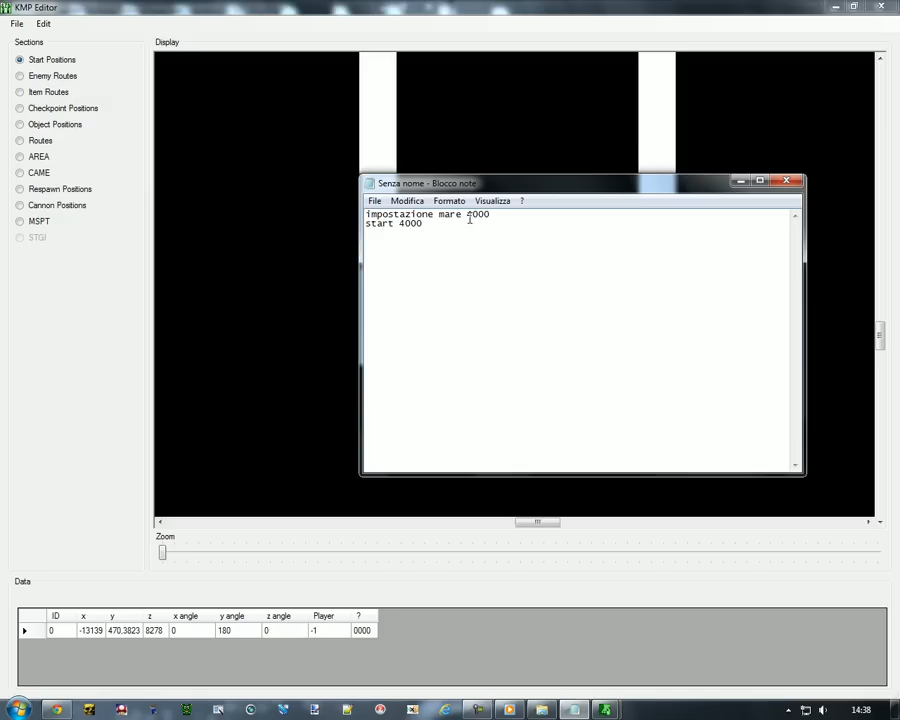 KMP Editor
File Edit
Sections
Display
Start Positions
Enemy Routes
Item Routes
Checkpoint Positions
Object Positions
Routes
AREA
CAME
Respawn Positions
Cannon Positions
MSPT
STGI
Senza nome - Blocco note
File Modifica Formato Visualizza ?
impostazione mare 4000
start 4000
Zoom
Data
ID x y z x angle y angle z angle Player ?
0 -13139 470.3823 8278 0 180 0 -1 0000
14:38